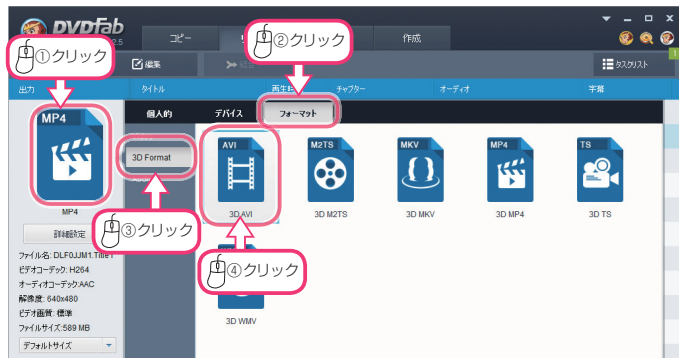 DVDFab
2.5
コピー
作成
①クリック
②クリック
編集
タスクリスト
1
出力
タイトル
チャプター
オーディオ
字幕
MP4
個人的
デバイス
フォーマット
3D Format
AVI
M2TS
MKV
MP4
TS
MP4
3D AVI
3D M2TS
3D MKV
3D MP4
3D TS
詳細設定
③クリック
④クリック
ファイル名: DLF0JJM1.Title1
ビデオコーデック: H264
オーディオコーデック:AAC
解像度: 640x480
ビデオ画質: 標準
ファイルサイズ:589 MB
デフォルトサイズ
3D WMV